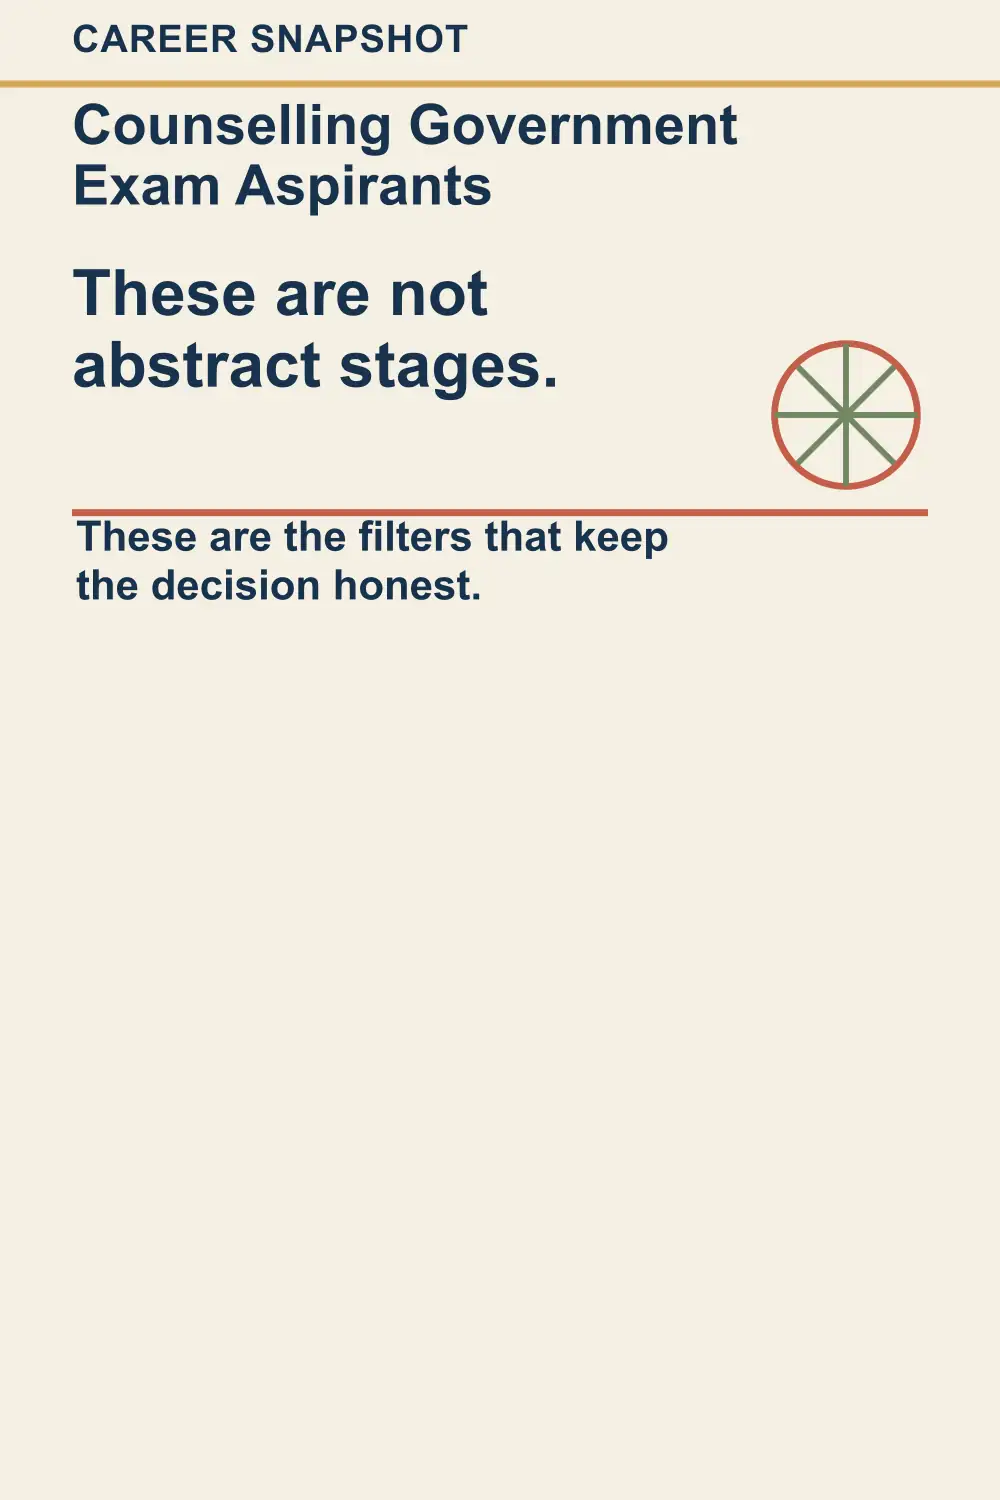 CAREER SNAPSHOT
Counselling Government
Exam Aspirants
These are not
abstract stages.
These are the filters that keep
the decision honest.